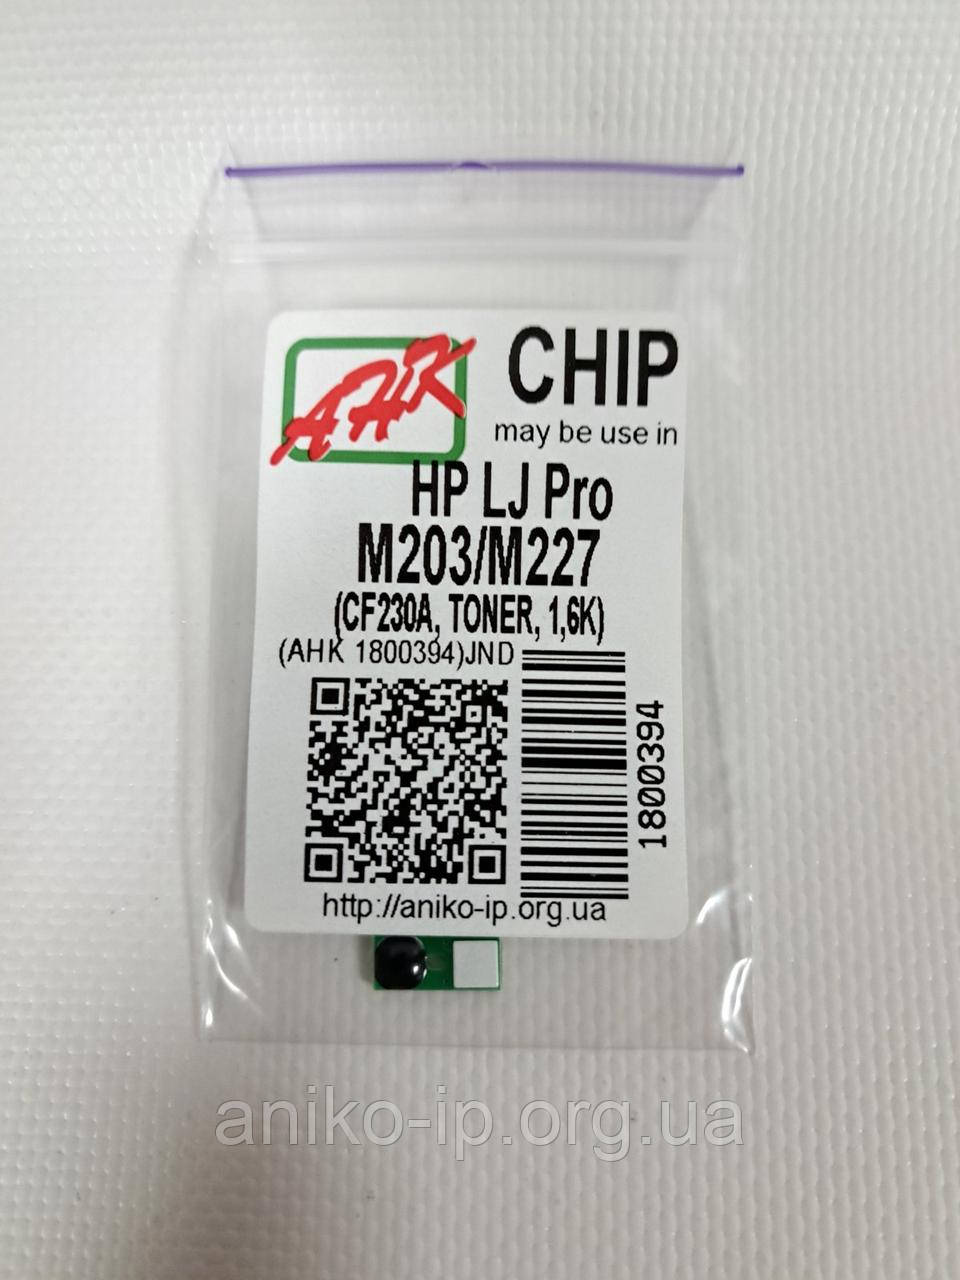 АНК
CHIP
may be use in
HP LJ Pro
M203/M227
(CF230A, TONER, 1,6K)
(AHK 1800394)JND
1800394
http://aniko-ip.org.ua
aniko-ip.org.ua